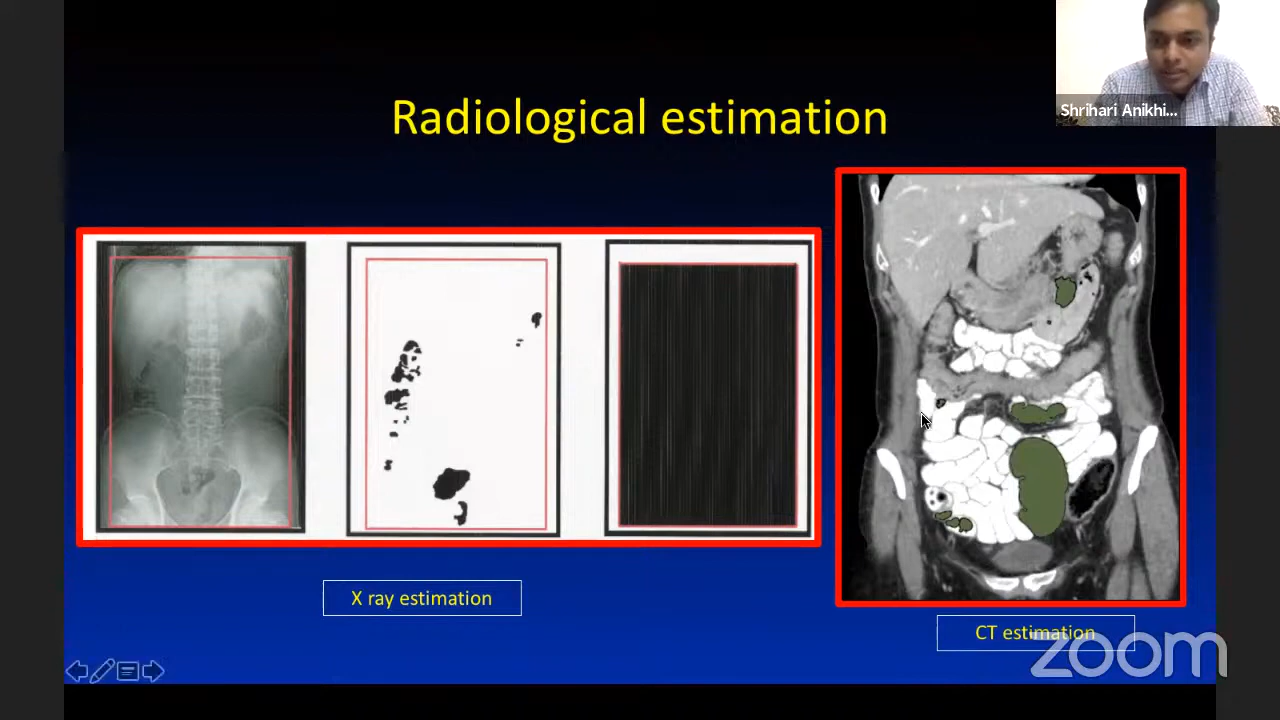 Radiological estimation
Shrihari Anikhi...
X ray estimation
CT estimation
zoom